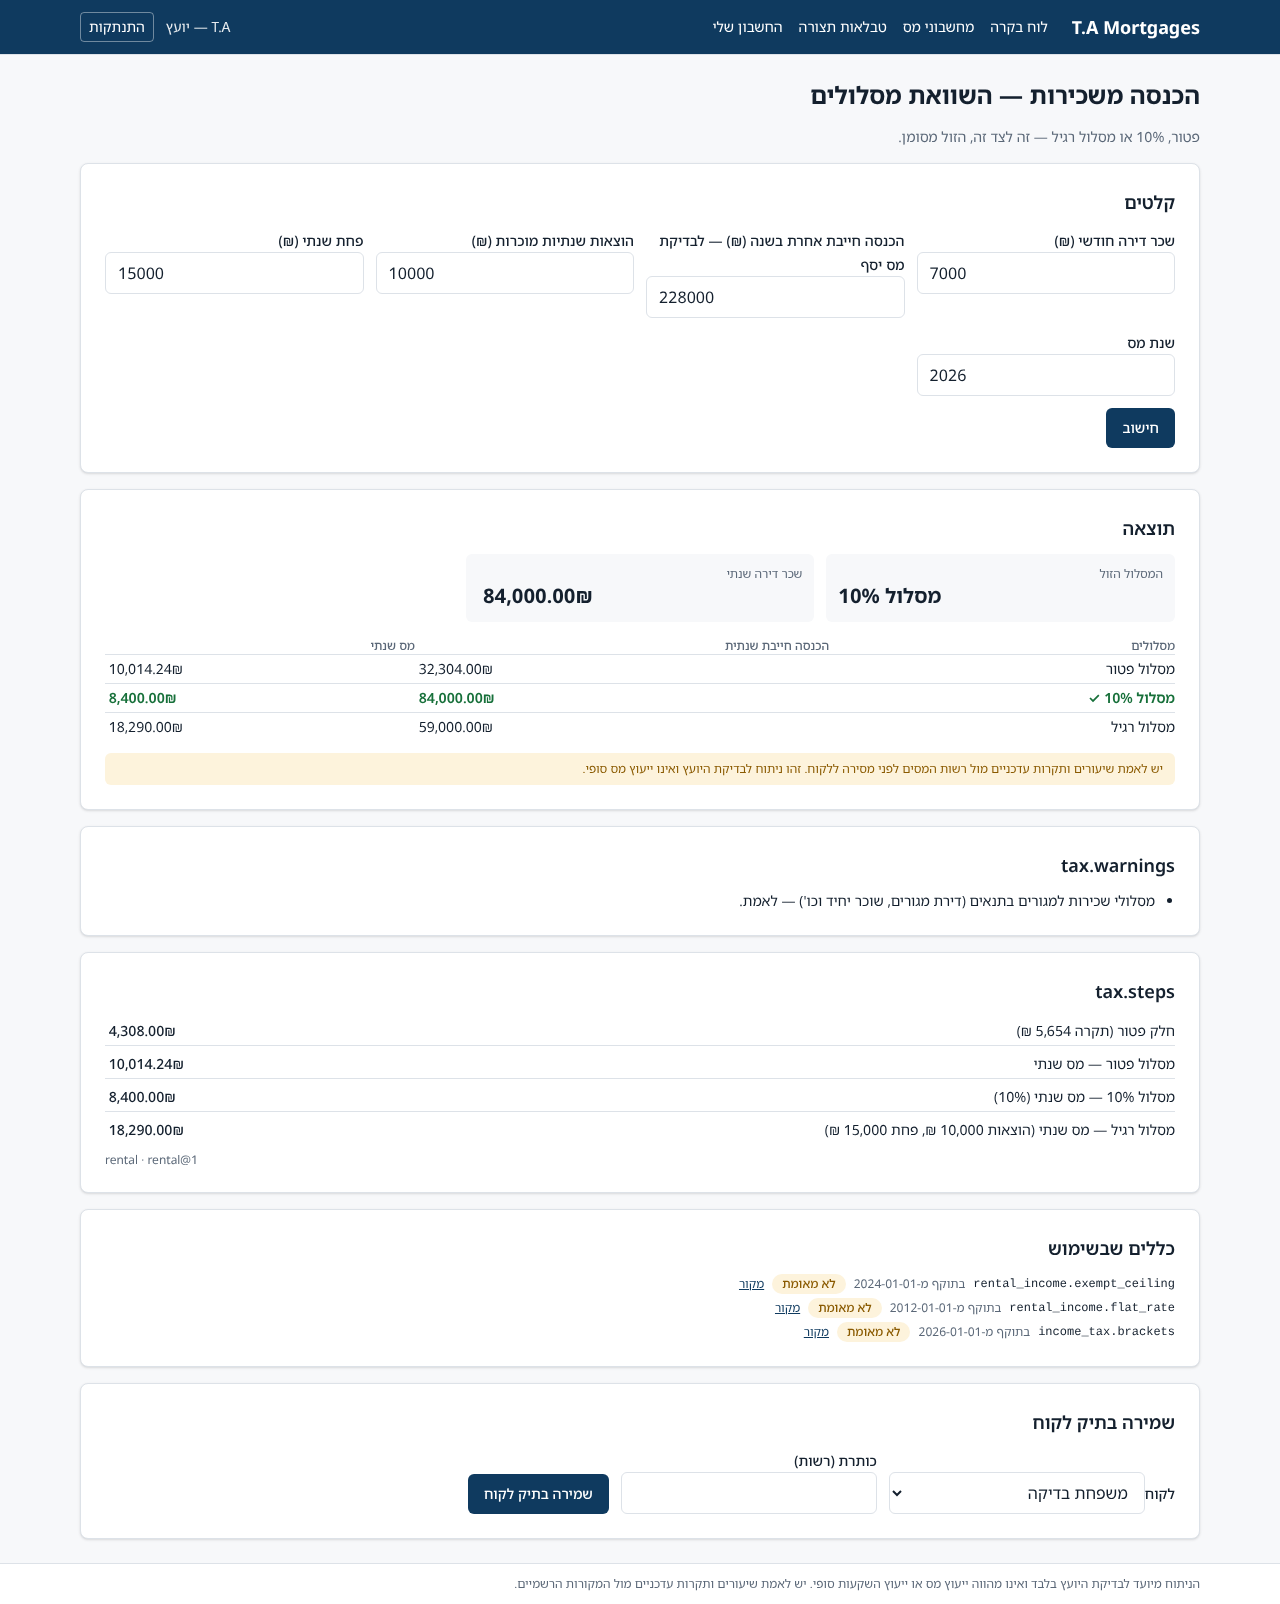 T.A Mortgages לוח בקרה מחשבוני מס טבלאות תצורה החשבון שלי T.A — יועץ התנתקות
הכנסה משכירות — השוואת מסלולים
פטור, 10% או מסלול רגיל — זה לצד זה, הזול מסומן.
קלטים
שכר דירה חודשי (₪)
7000
הכנסה חייבת אחרת בשנה (₪) — לבדיקת
מס יסף
228000
הוצאות שנתיות מוכרות (₪)
10000
פחת שנתי (₪)
15000
שנת מס
2026
חישוב
תוצאה
המסלול הזול
מסלול 10%
שכר דירה שנתי
84,000.00₪
מסלולים הכנסה חייבת שנתית מס שנתי
מסלול פטור 32,304.00₪ 10,014.24₪
מסלול 10% ✓ 84,000.00₪ 8,400.00₪
מסלול רגיל 59,000.00₪ 18,290.00₪
יש לאמת שיעורים ותקרות עדכניים מול רשות המסים לפני מסירה ללקוח. זהו ניתוח לבדיקת היועץ ואינו ייעוץ מס סופי.
tax.warnings
• מסלולי שכירות למגורים בתנאים (דירת מגורים, שוכר יחיד וכו') — לאמת.
tax.steps
חלק פטור (תקרה 5,654 ₪) 4,308.00₪
מסלול פטור — מס שנתי 10,014.24₪
מסלול 10% — מס שנתי (10%) 8,400.00₪
מסלול רגיל — מס שנתי (הוצאות 10,000 ₪, פחת 15,000 ₪) 18,290.00₪
rental · rental@1
כללים שבשימוש
rental_income.exempt_ceiling בתוקף מ-2024-01-01 לא מאומת מקור
rental_income.flat_rate בתוקף מ-2012-01-01 לא מאומת מקור
income_tax.brackets בתוקף מ-2026-01-01 לא מאומת מקור
שמירה בתיק לקוח
לקוח משפחת בדיקה
כותרת (רשות)
שמירה בתיק לקוח
הניתוח מיועד לבדיקת היועץ בלבד ואינו מהווה ייעוץ מס או ייעוץ השקעות סופי. יש לאמת שיעורים ותקרות עדכניים מול המקורות הרשמיים.